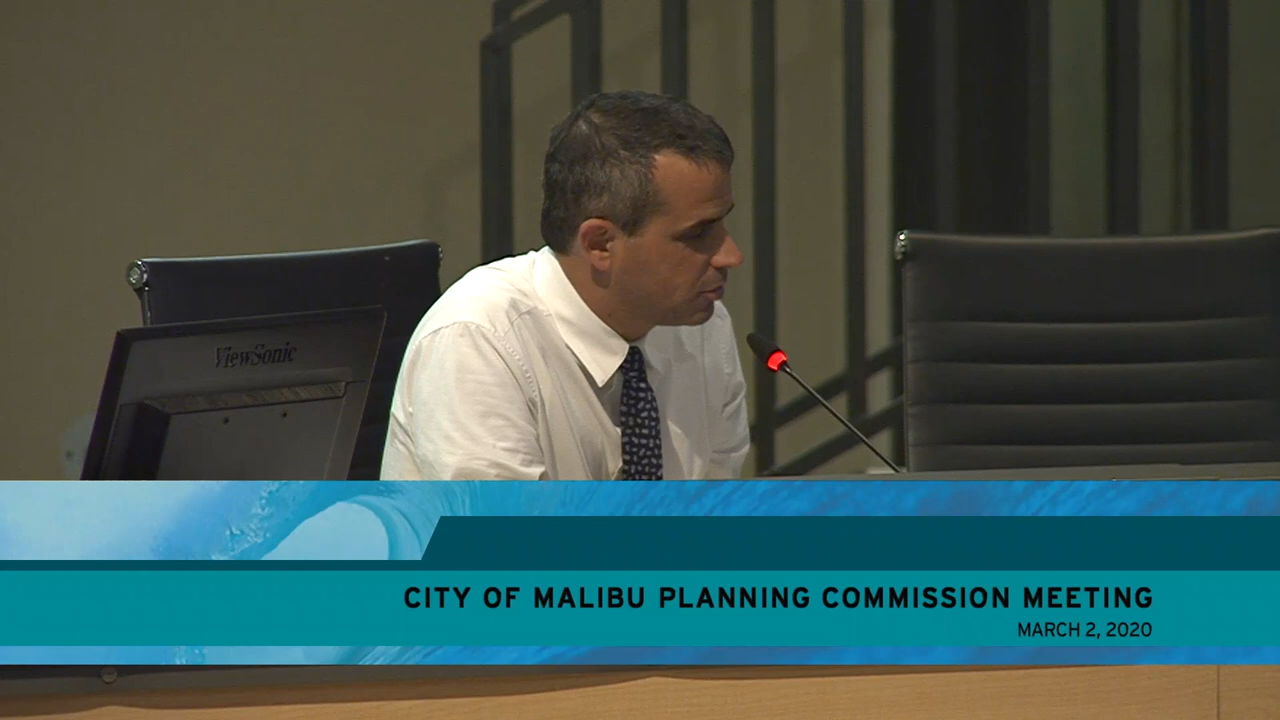 ViewSonic
CITY OF MALIBU PLANNING COMMISSION MEETING
MARCH 2, 2020